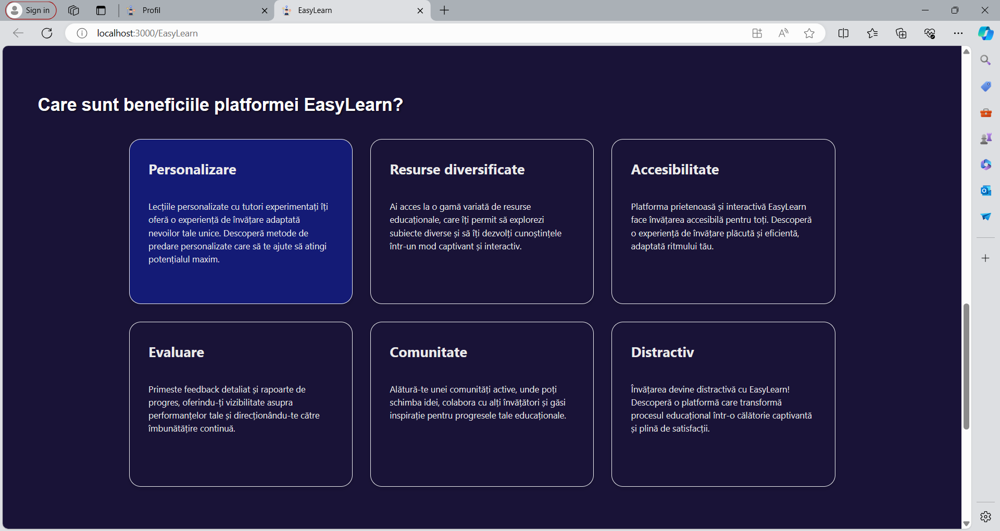 Sign in
Profil
EasyLearn
localhost:3000/EasyLearn
Care sunt beneficiile platformei EasyLearn?
Personalizare
Lecțiile personalizate cu tutori experimentați îți
oferă o experiență de învățare adaptată
nevoilor tale unice. Descoperă metode de
predare personalizate care să te ajute să atingi
potențialul maxim.
Resurse diversificate
Ai acces la o gamă variată de resurse
educaționale, care îți permit să explorezi
subiecte diverse și să îți dezvolți cunoștințele
într-un mod captivant și interactiv.
Accesibilitate
Platforma prietenoasă și interactivă EasyLearn
face învățarea accesibilă pentru toți. Descoperă
o experiență de învățare plăcută și eficientă,
adaptată ritmului tău.
Evaluare
Primeste feedback detaliat și rapoarte de
progres, oferindu-ți vizibilitate asupra
performanțelor tale și direcționându-te către
îmbunătățire continuă.
Comunitate
Alătură-te unei comunități active, unde poți
schimba idei, colabora cu alți învățători și găsi
inspirație pentru progresele tale educaționale.
Distractiv
Învățarea devine distractivă cu EasyLearn!
Descoperă o platformă care transformă
procesul educațional într-o călătorie captivantă
și plină de satisfacții.